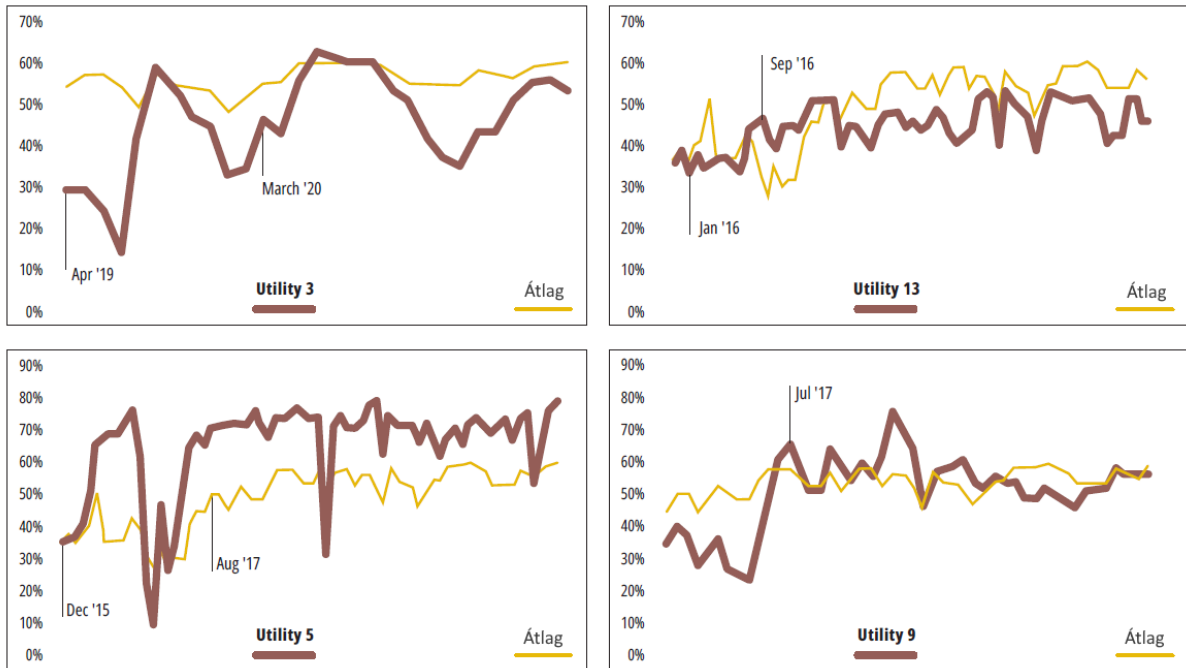 70%
60%
50%
40%
30%
20%
10%
0%
Apr '19
March '20
Utility 3
Átlag
70%
60%
50%
40%
30%
20%
10%
0%
Sep '16
Jan '16
Utility 13
Átlag
90%
80%
70%
60%
50%
40%
30%
20%
10%
0%
Dec '15
Aug '17
Utility 5
Átlag
90%
80%
70%
60%
50%
40%
30%
20%
10%
0%
Jul '17
Utility 9
Átlag